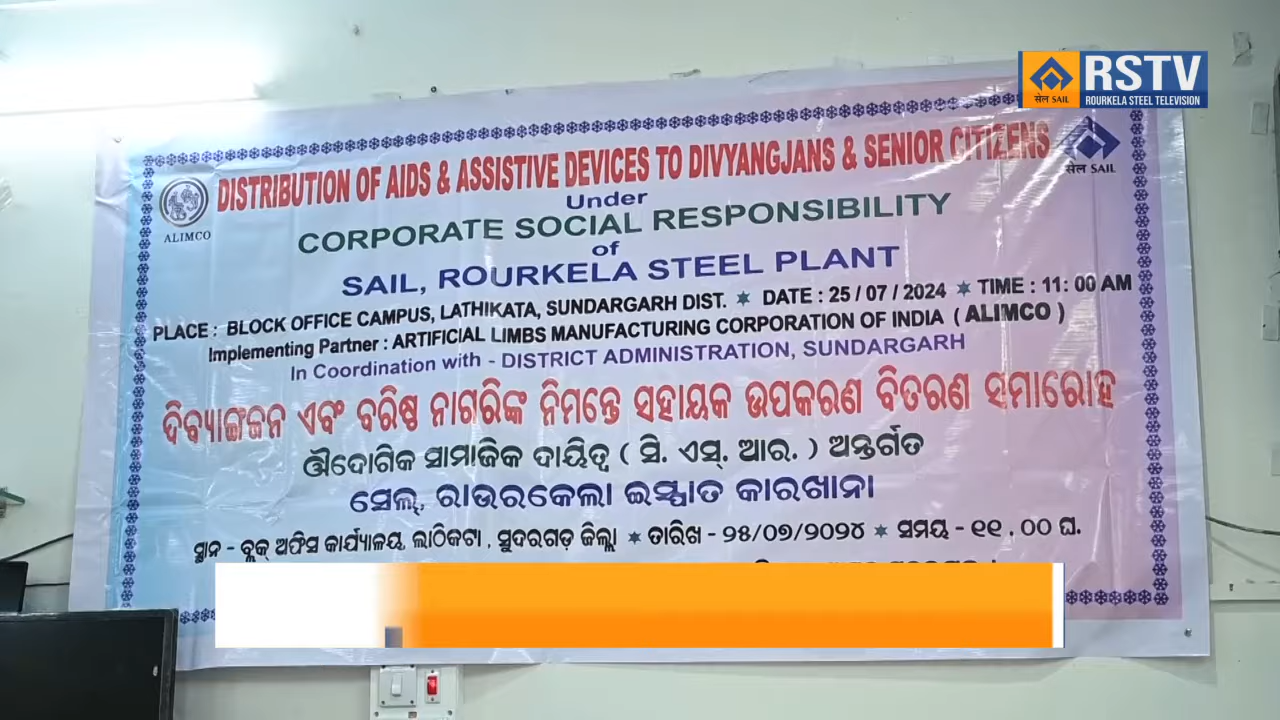 RSTV
सेल SAIL
ROURKELA STEEL TELEVISION
DISTRIBUTION OF AIDS & ASSISTIVE DEVICES TO DIVYANGJANS & SENIOR CITIZENS
सेल SAIL
ALIMCO
Under
CORPORATE SOCIAL RESPONSIBILITY
of
SAIL, ROURKELA STEEL PLANT
PLACE : BLOCK OFFICE CAMPUS, LATHIKATA, SUNDARGARH DIST. ✶ DATE : 25 / 07 / 2024 ✶ TIME : 11: 00 AM
Implementing Partner : ARTIFICIAL LIMBS MANUFACTURING CORPORATION OF INDIA ( ALIMCO )
In Coordination with - DISTRICT ADMINISTRATION, SUNDARGARH
ଦିବ୍ୟାଙ୍ଗଜନ ଏବଂ ବରିଷ୍ଠ ନାଗରିଙ୍କ ନିମନ୍ତେ ସହାୟକ ଉପକରଣ ବିତରଣ ସମାରୋହ
ଔଦୋଗିକ ସାମାଜିକ ଦାୟିତ୍ୱ ( ସି. ଏସ୍. ଆର. ) ଅନ୍ତର୍ଗତ
ସେଲ୍, ରାଉରକେଲା ଇସ୍ପାତ କାରଖାନା
ସ୍ଥାନ - ବ୍ଲକ୍ ଅଫିସ କାର୍ଯ୍ୟାଳୟ, ଲାଠିକଟା , ସୁନ୍ଦରଗଡ଼ ଜିଲ୍ଲା ✶ ତାରିଖ - ୨୫/୦୭/୨୦୨୪ ✶ ସମୟ - ୧୧ . ୦୦ ଘ.